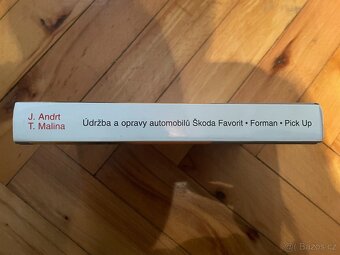 J. Andrt
T. Malina
Údržba a opravy automobilů Škoda Favorit • Forman • Pick Up
Bazos.cz